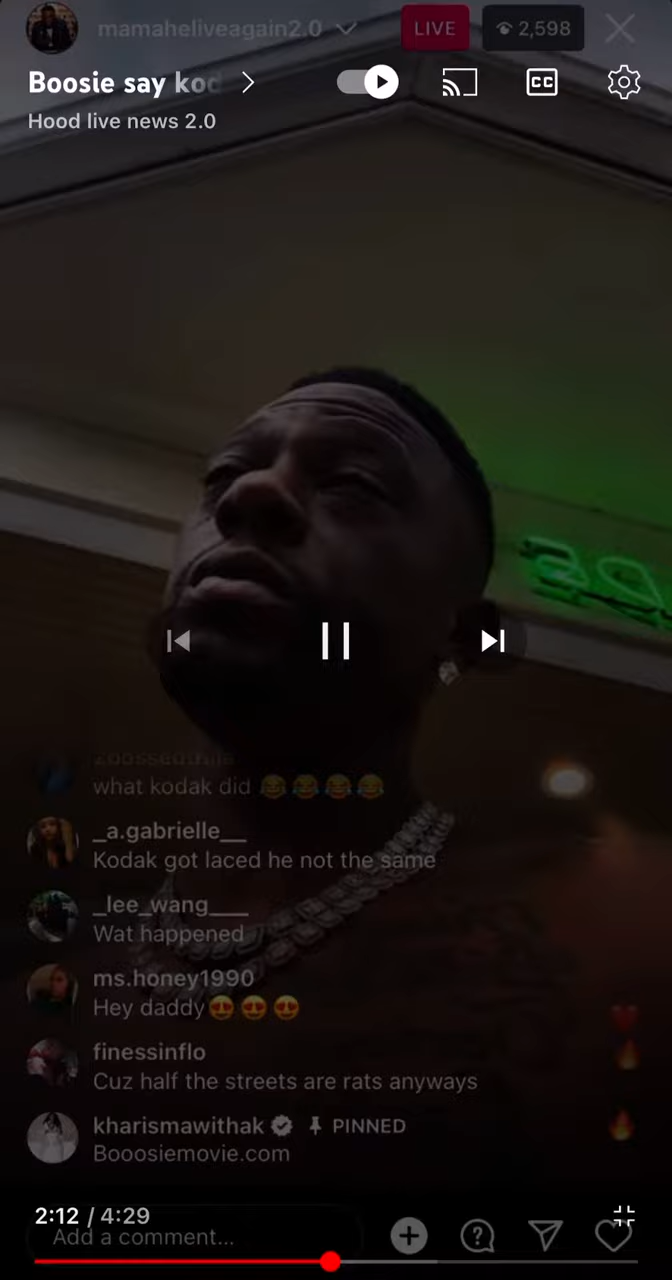 mamaheliveagain2.0
LIVE
2,598
Boosie say kod
CC
Hood live news 2.0
what kodak did 😂😂😂😂
_a.gabrielle__
Kodak got laced he not the same
_lee_wang___
Wat happened
ms.honey1990
Hey daddy😍😍😍
finessinflo
Cuz half the streets are rats anyways
kharismawithak PINNED
Booosiemovie.com
2:12 / 4:29
Add a comment...